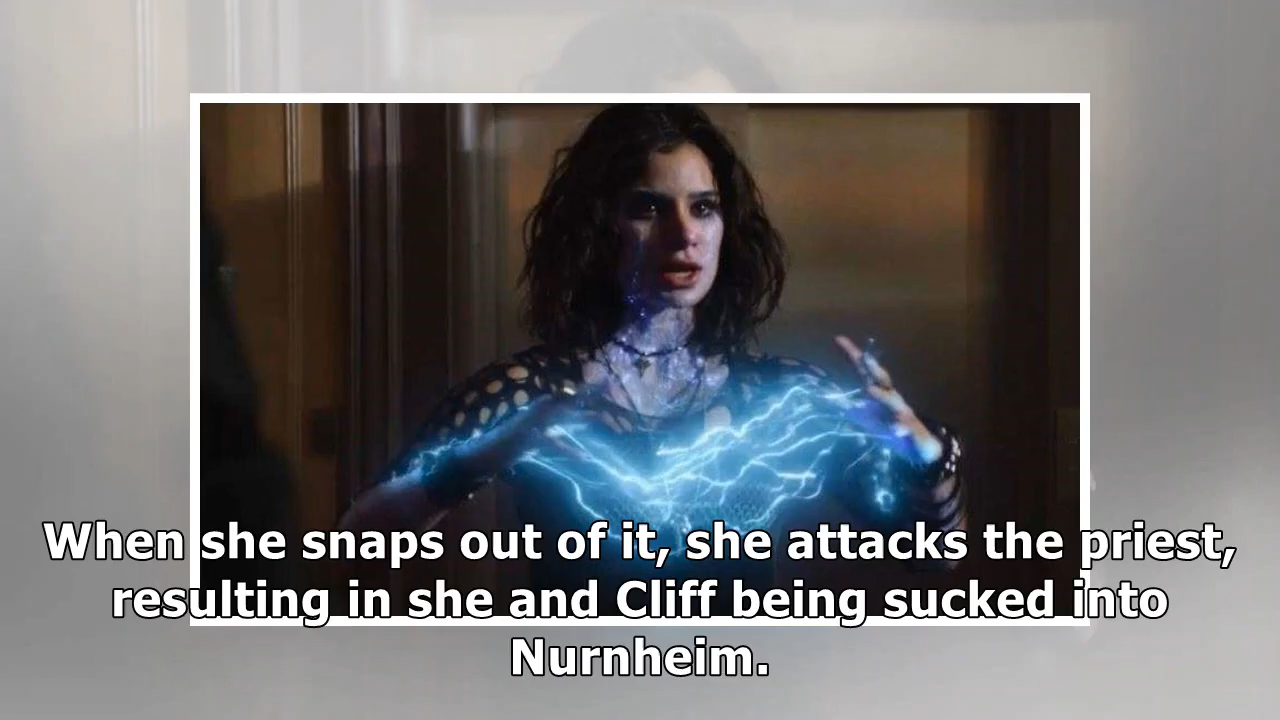 When she snaps out of it, she attacks the priest,
resulting in she and Cliff being sucked into
Nurnheim.